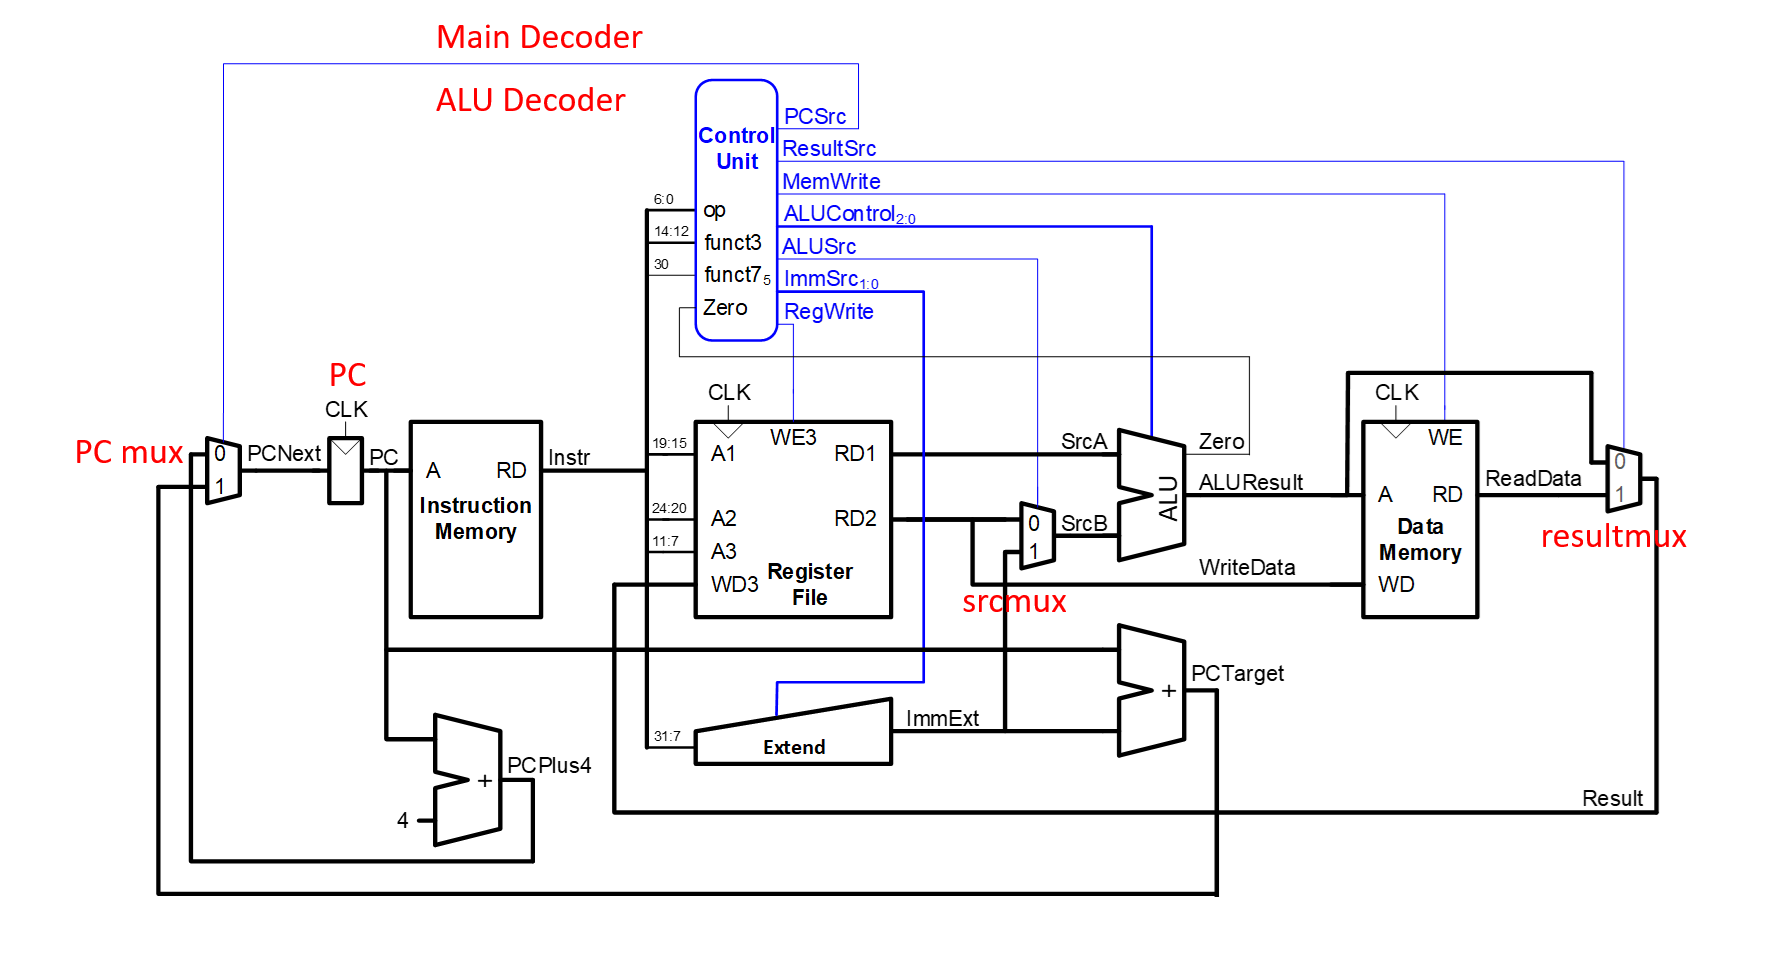 Main Decoder
ALU Decoder
Control
Unit
PCSrc
ResultSrc
MemWrite
ALUControl2:0
ALUSrc
ImmSrc1:0
RegWrite
6:0
op
14:12
funct3
30
funct75
Zero
PC
CLK
PC mux
0
1
PCNext
PC
A
RD
Instruction
Memory
Instr
CLK
WE3
19:15
A1
RD1
24:20
A2
RD2
11:7
A3
WD3
Register
File
SrcA
0
1
SrcB
srcmux
ALU
Zero
ALUResult
WriteData
CLK
WE
A
RD
Data
Memory
WD
ReadData
0
1
resultmux
31:7
Extend
ImmExt
+
PCTarget
4
+
PCPlus4
Result